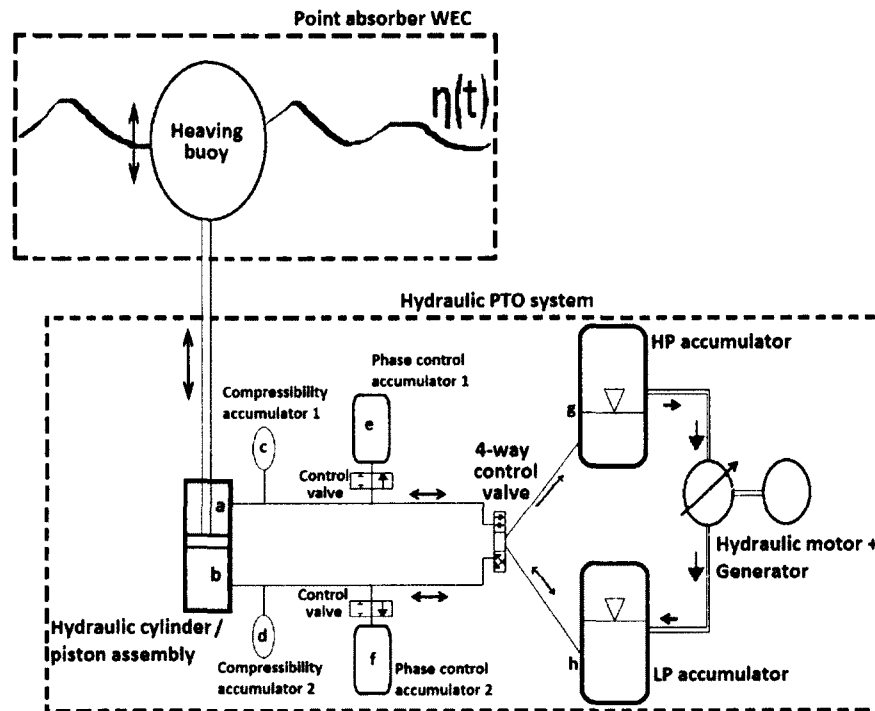 Point absorber WEC
η(t)
Heaving
buoy
Hydraulic PTO system
HP accumulator
Phase control
accumulator 1
Compressibility
accumulator 1
e
g
c
4-way
control
valve
Control
valve
a
b
Hydraulic motor +
Generator
Control
valve
d
f
h
Hydraulic cylinder /
piston assembly
Compressibility
accumulator 2
Phase control
accumulator 2
LP accumulator